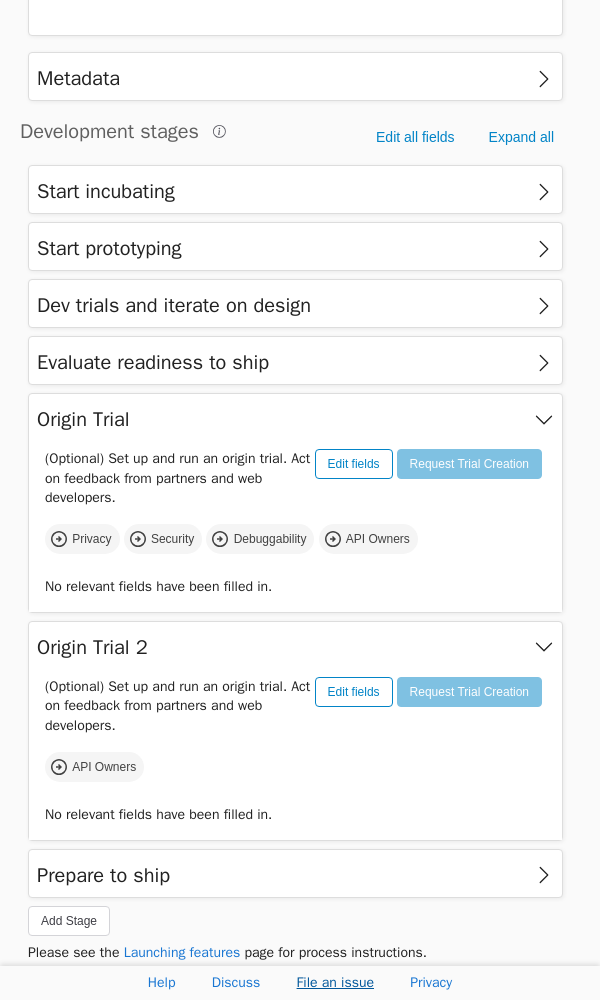 Metadata
Development stages
Edit all fields
Expand all
Start incubating
Start prototyping
Dev trials and iterate on design
Evaluate readiness to ship
Origin Trial
(Optional) Set up and run an origin trial. Act
on feedback from partners and web
developers.
Edit fields
Request Trial Creation
Privacy
Security
Debuggability
API Owners
No relevant fields have been filled in.
Origin Trial 2
(Optional) Set up and run an origin trial. Act
on feedback from partners and web
developers.
Edit fields
Request Trial Creation
API Owners
No relevant fields have been filled in.
Prepare to ship
Add Stage
Please see the Launching features page for process instructions.
Help
Discuss
File an issue
Privacy